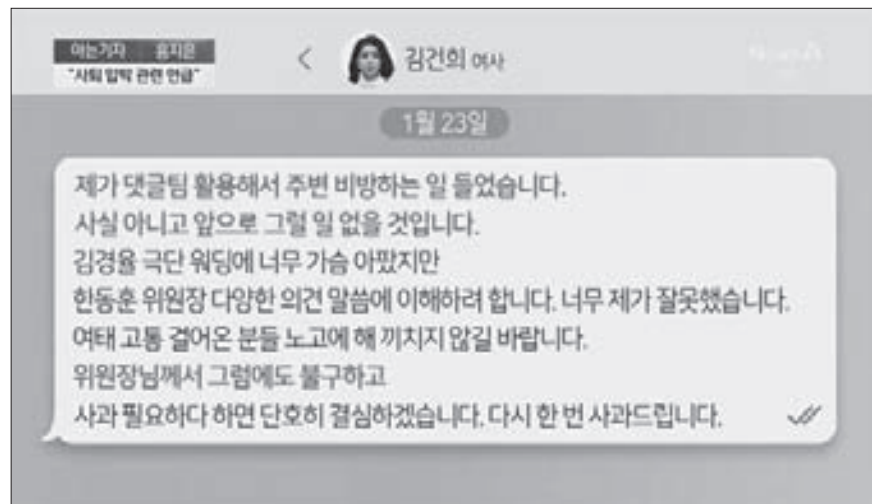 아는기자
"사퇴 압박 관련 언급"
< 김건희 여사
1월 23일
제가 댓글팀 활용해서 주변 비방하는 일 들었습니다.
사실 아니고 앞으로 그럴 일 없을 것입니다.
김경율 극단 워딩에 너무 가슴 아팠지만
한동훈 위원장 다양한 의견 말씀에 이해하려 합니다. 너무 제가 잘못했습니다.
여태 고통 걸어온 분들 노고에 해 끼치지 않길 바랍니다.
위원장님께서 그럼에도 불구하고
사과 필요하다 하면 단호히 결심하겠습니다. 다시 한 번 사과드립니다.